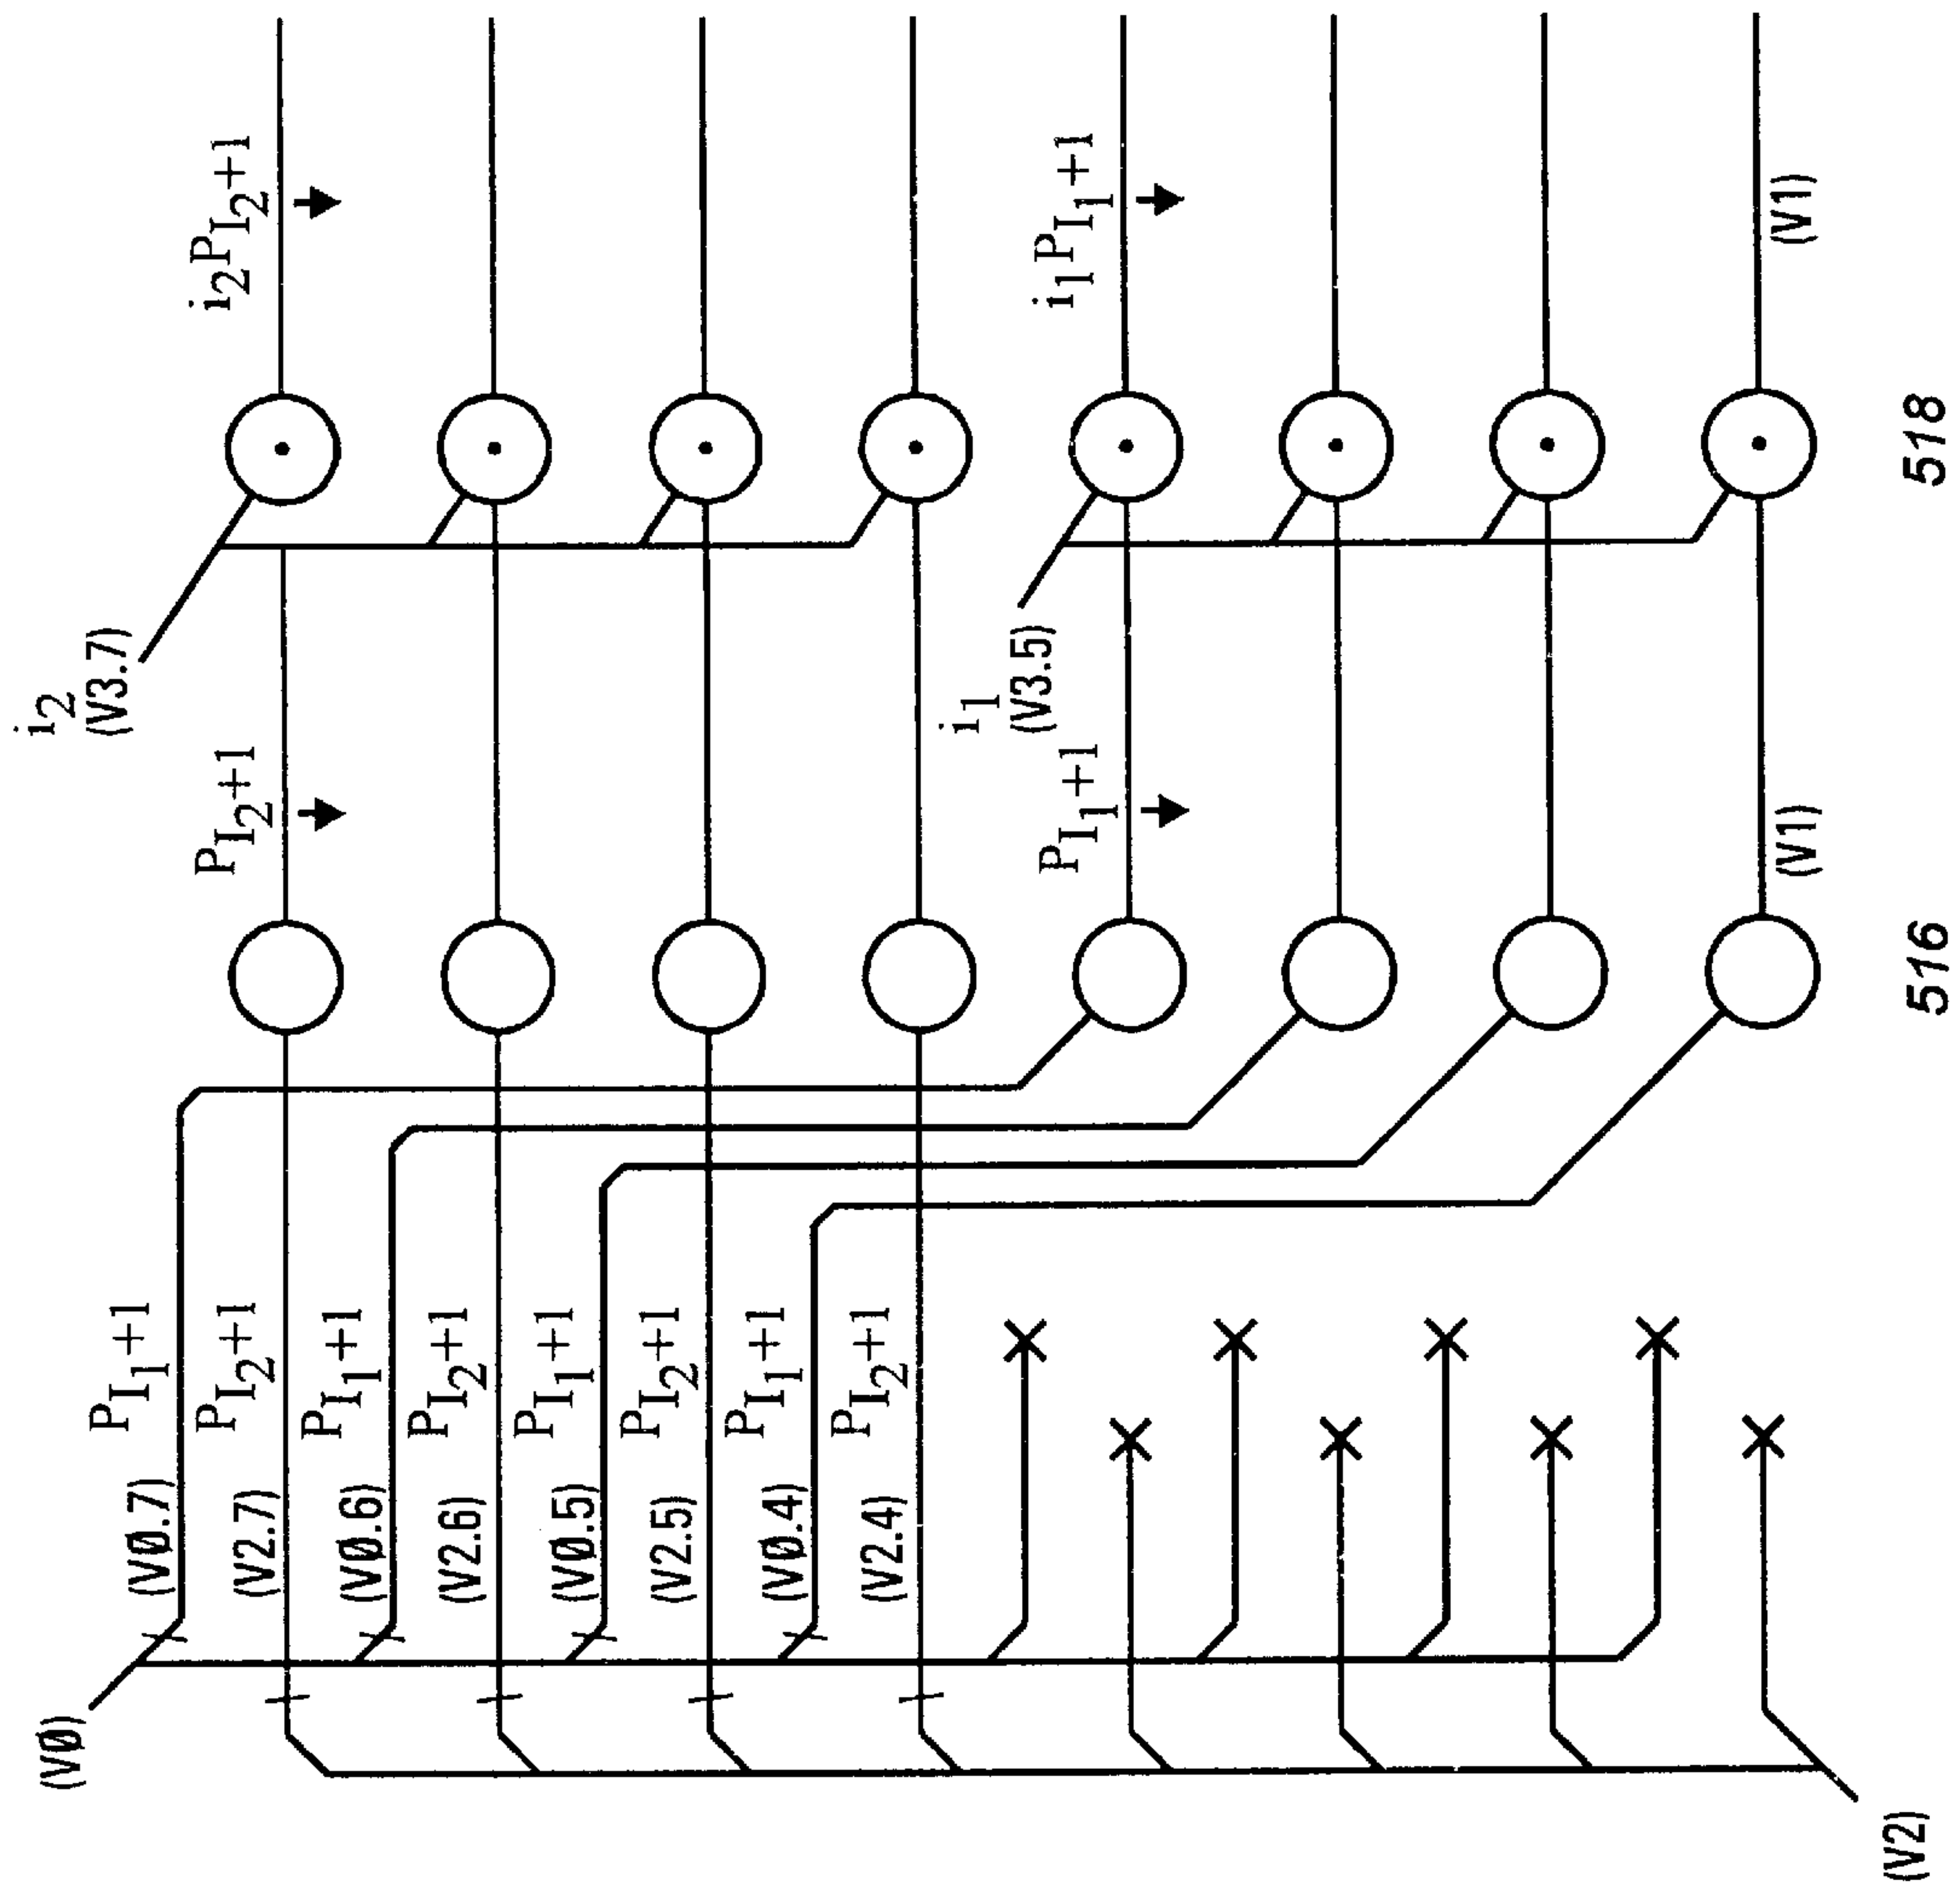 (VØ)
(VØ.7) P_{I_1}+1
(V2.7) P_{I_2}+1
(VØ.6) P_{I_1}+1
(V2.6) P_{I_2}+1
(VØ.5) P_{I_1}+1
(V2.5) P_{I_2}+1
(VØ.4) P_{I_1}+1
(V2.4) P_{I_2}+1
(V2)
P_{I_2}+1
i_2
(V3.7)
i_2P_{I_2}+1
P_{I_1}+1
i_1
(V3.5)
i_1P_{I_1}+1
(V1)
(V1)
516
518